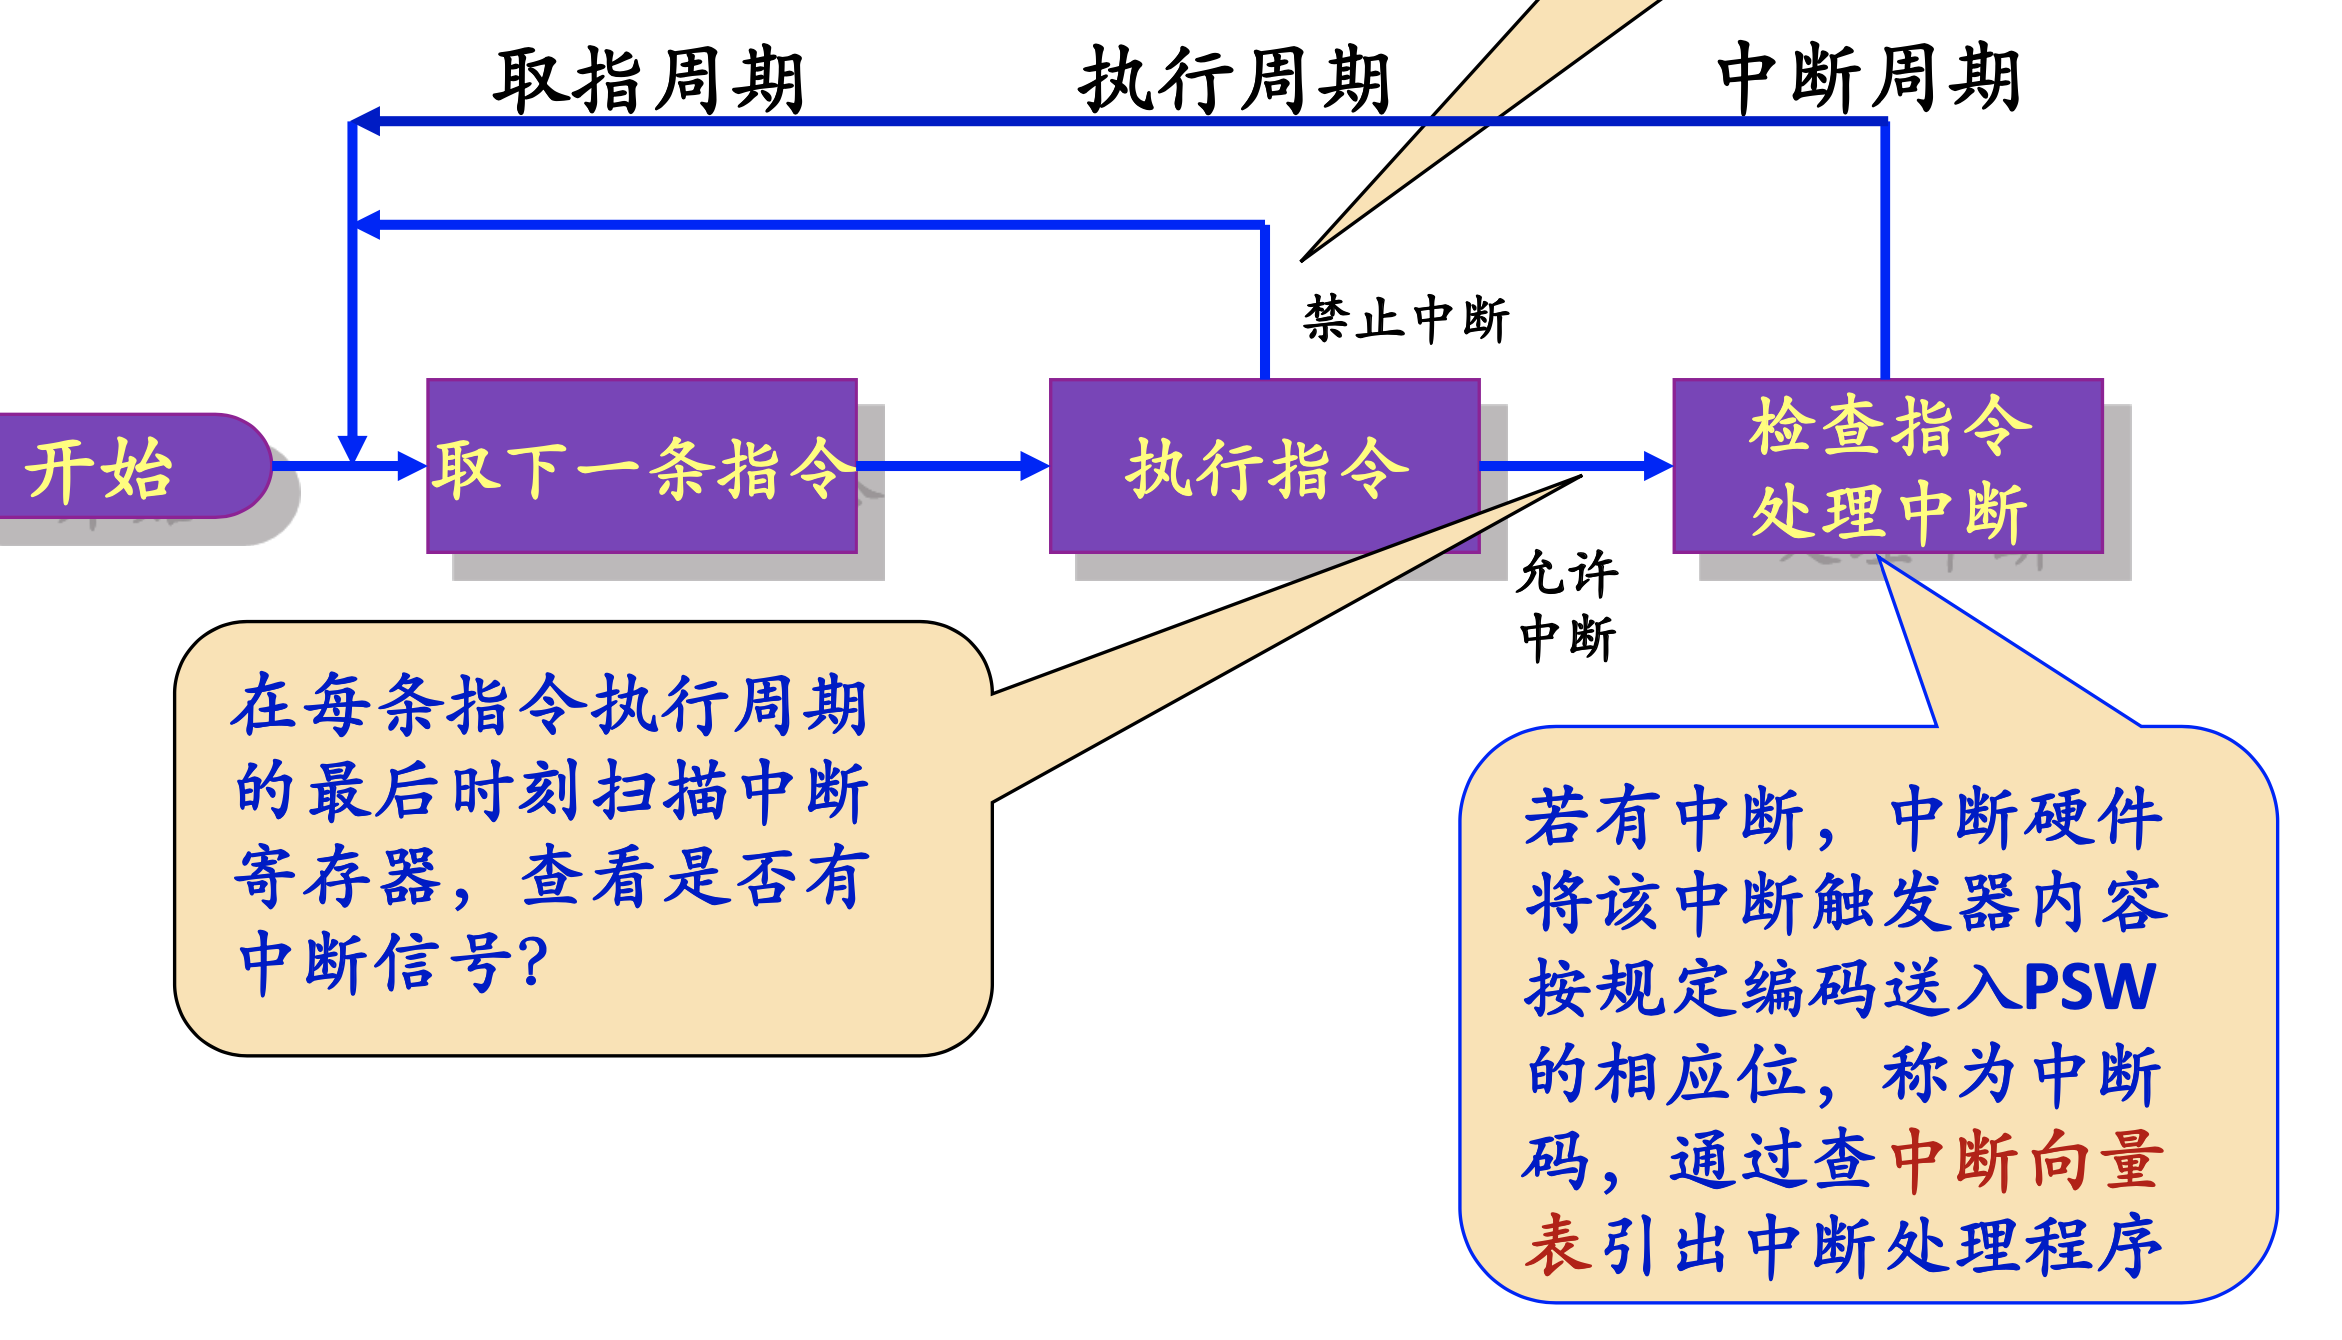 取指周期
执行周期
中断周期
禁止中断
开始
取下一条指令
执行指令
检查指令
处理中断
允许
中断
在每条指令执行周期
的最后时刻扫描中断
寄存器，查看是否有
中断信号？
若有中断，中断硬件
将该中断触发器内容
按规定编码送入PSW
的相应位，称为中断
码，通过查中断向量
表引出中断处理程序